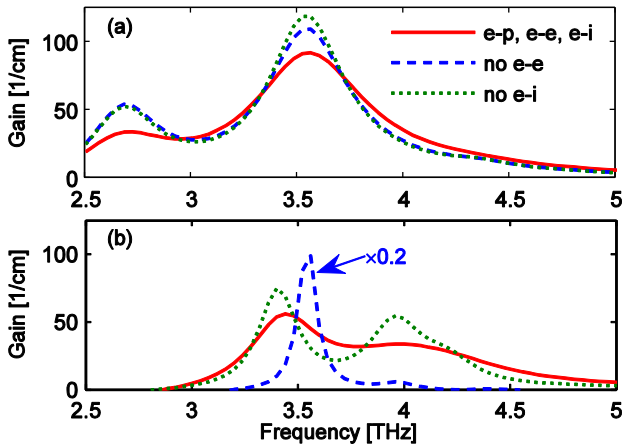 (a)
e-p, e-e, e-i
no e-e
no e-i
Gain [1/cm]
100
50
0
2.5 3 3.5 4 4.5 5
(b)
×0.2
Gain [1/cm]
100
50
0
2.5 3 3.5 4 4.5 5
Frequency [THz]